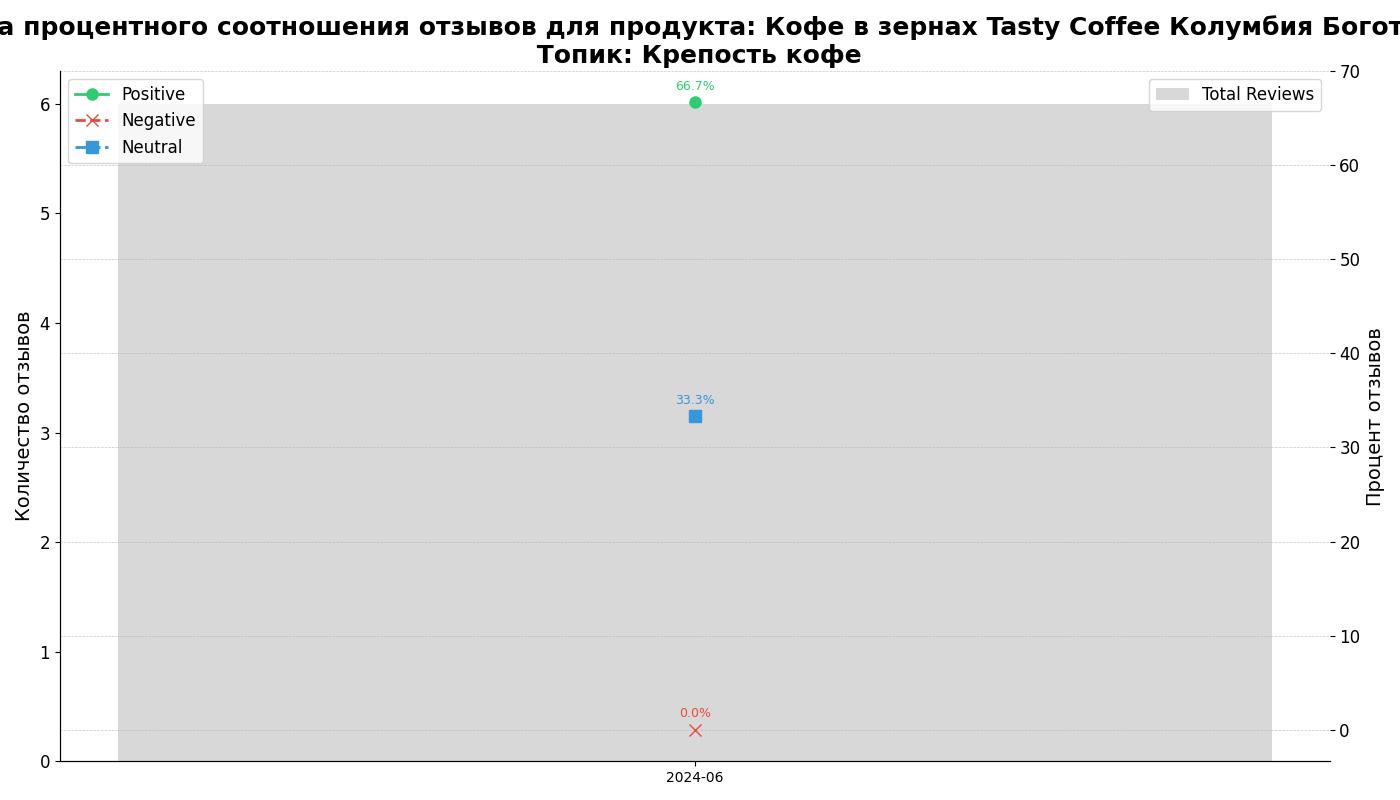 а процентного соотношения отзывов для продукта: Кофе в зернах Tasty Coffee Колумбия Богот
Топик: Крепость кофе
Positive
Negative
Neutral
Total Reviews
66.7%
33.3%
0.0%
Количество отзывов
6
5
4
3
2
1
0
70
60
50
40
30
20
10
0
Процент отзывов
2024-06